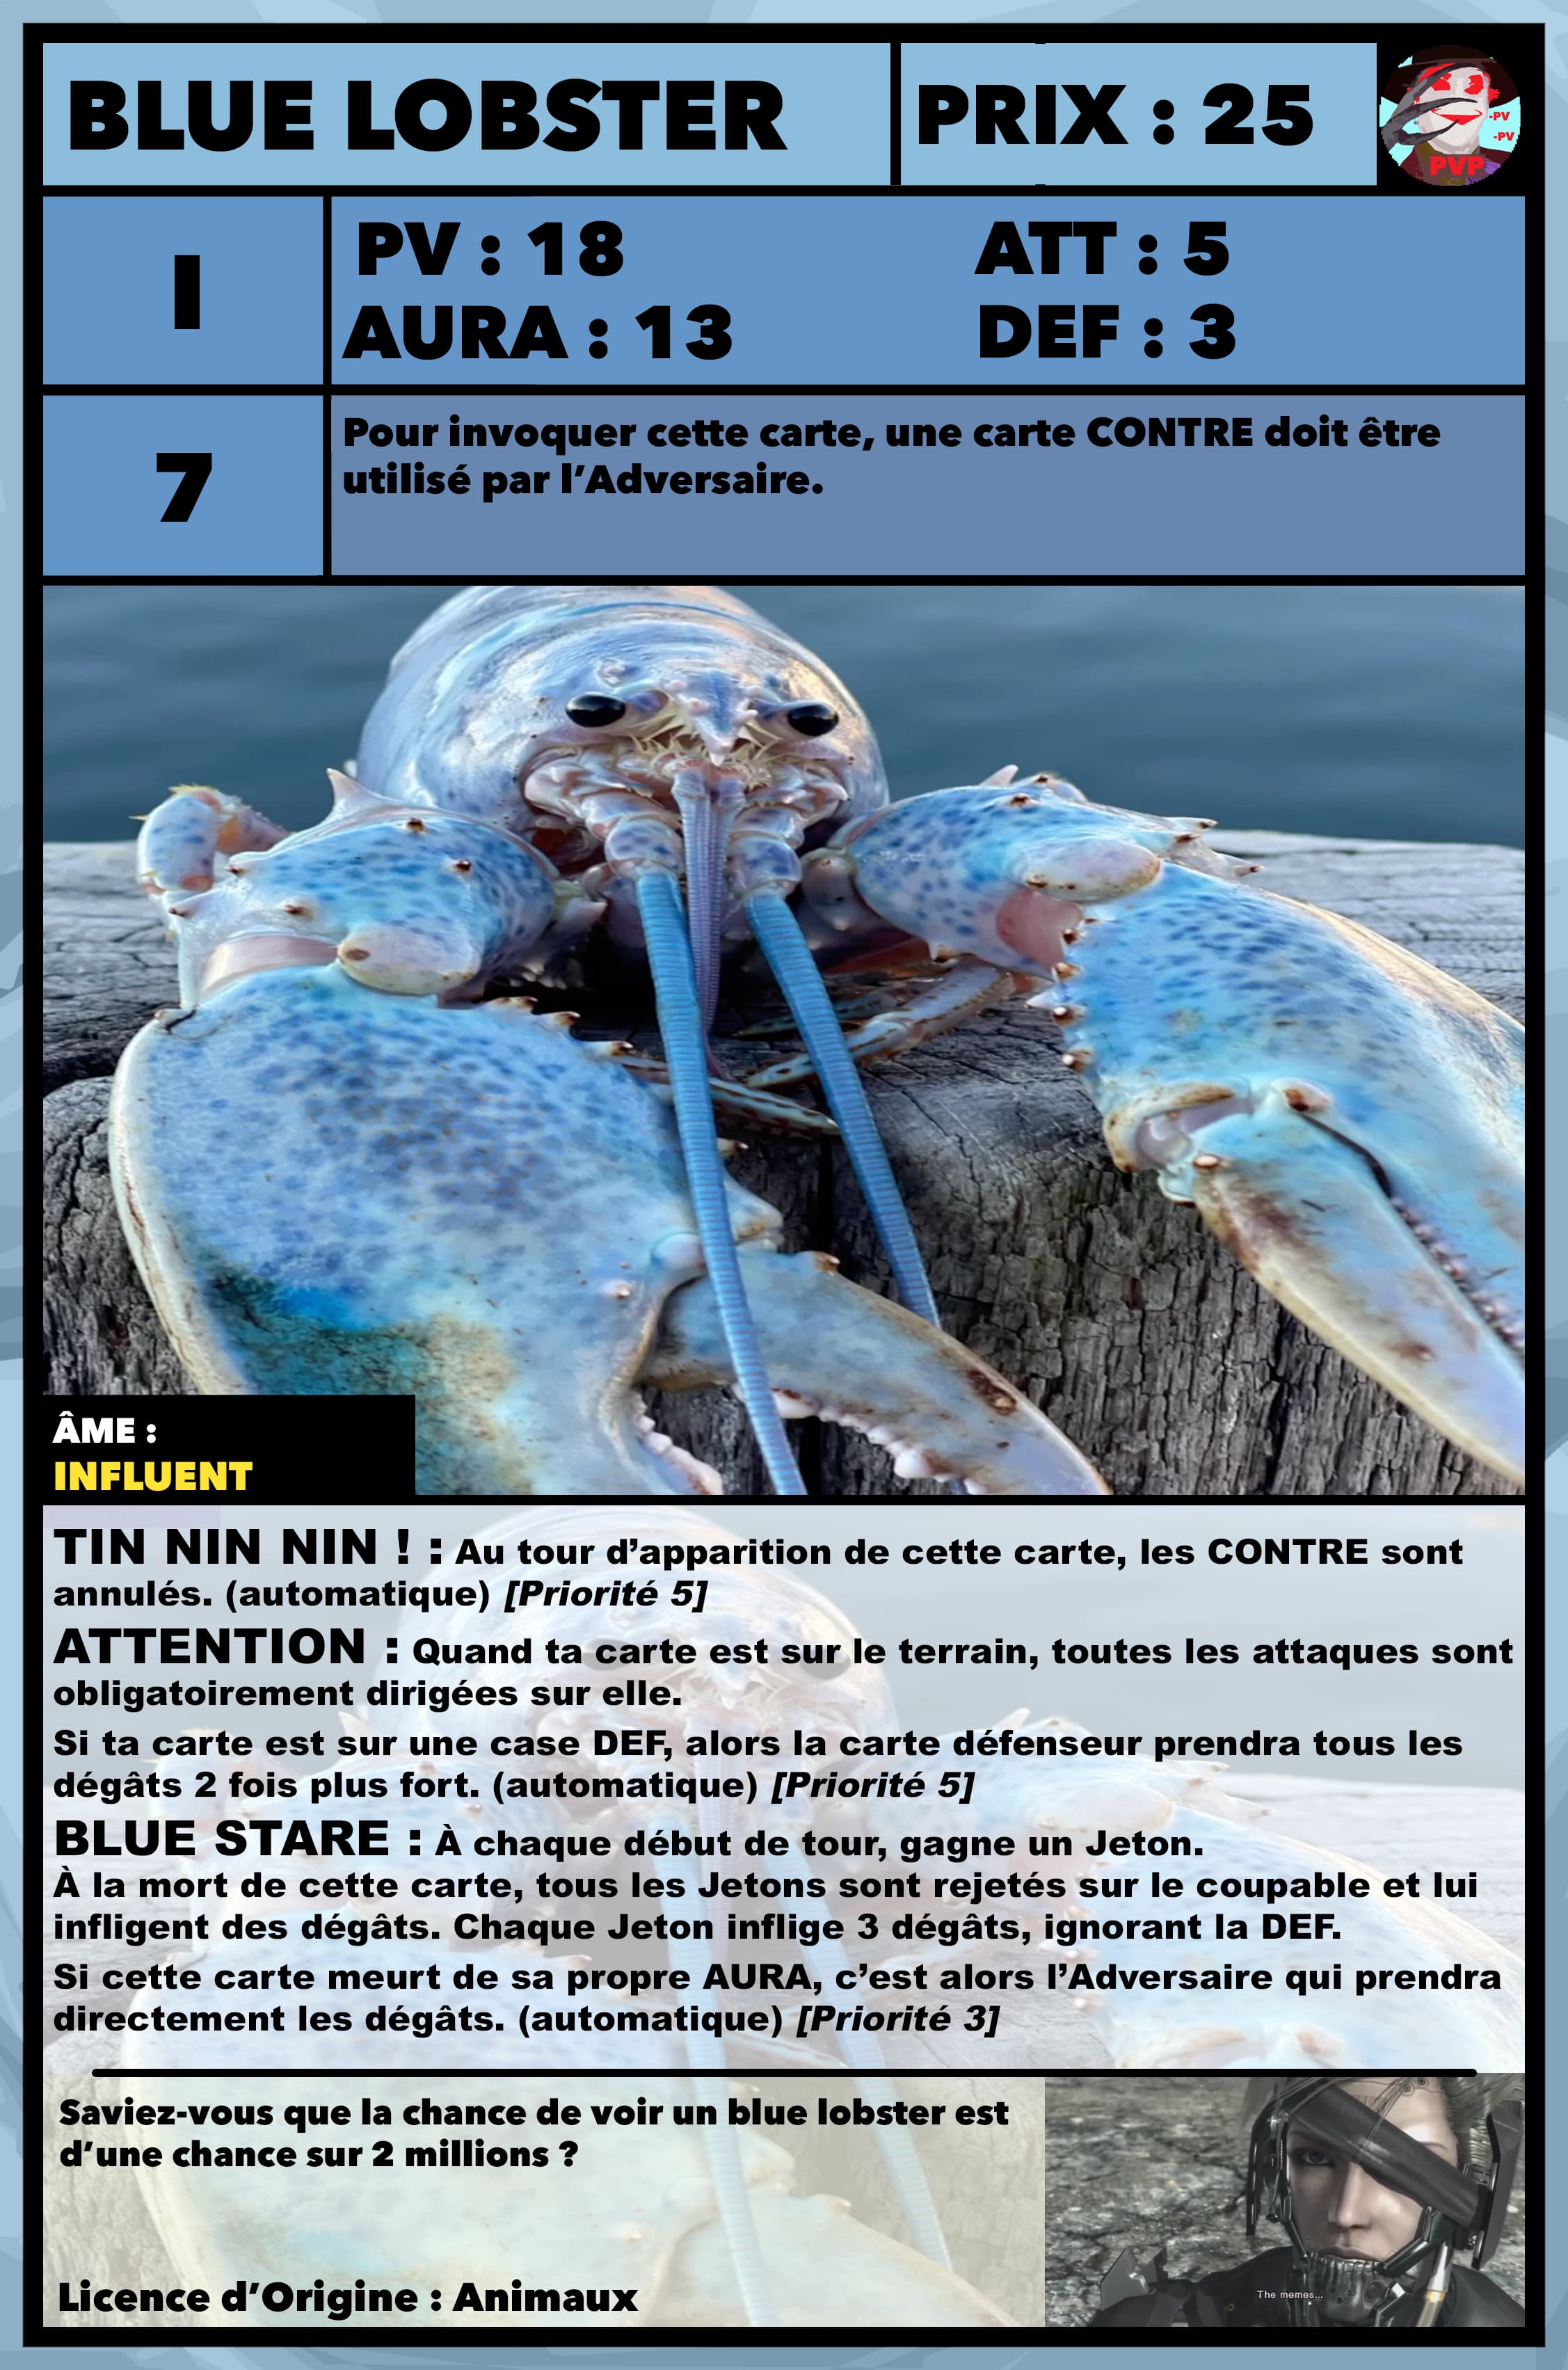 BLUE LOBSTER
PRIX : 25
-PV
-PV
PVP
I
PV : 18
ATT : 5
AURA : 13
DEF : 3
7
Pour invoquer cette carte, une carte CONTRE doit être
utilisé par l’Adversaire.
ÂME :
INFLUENT
TIN NIN NIN ! : Au tour d’apparition de cette carte, les CONTRE sont
annulés. (automatique) [Priorité 5]
ATTENTION : Quand ta carte est sur le terrain, toutes les attaques sont
obligatoirement dirigées sur elle.
Si ta carte est sur une case DEF, alors la carte défenseur prendra tous les
dégâts 2 fois plus fort. (automatique) [Priorité 5]
BLUE STARE : À chaque début de tour, gagne un Jeton.
À la mort de cette carte, tous les Jetons sont rejetés sur le coupable et lui
infligent des dégâts. Chaque Jeton inflige 3 dégâts, ignorant la DEF.
Si cette carte meurt de sa propre AURA, c’est alors l’Adversaire qui prendra
directement les dégâts. (automatique) [Priorité 3]
Saviez-vous que la chance de voir un blue lobster est
d’une chance sur 2 millions ?
The memes...
Licence d’Origine : Animaux